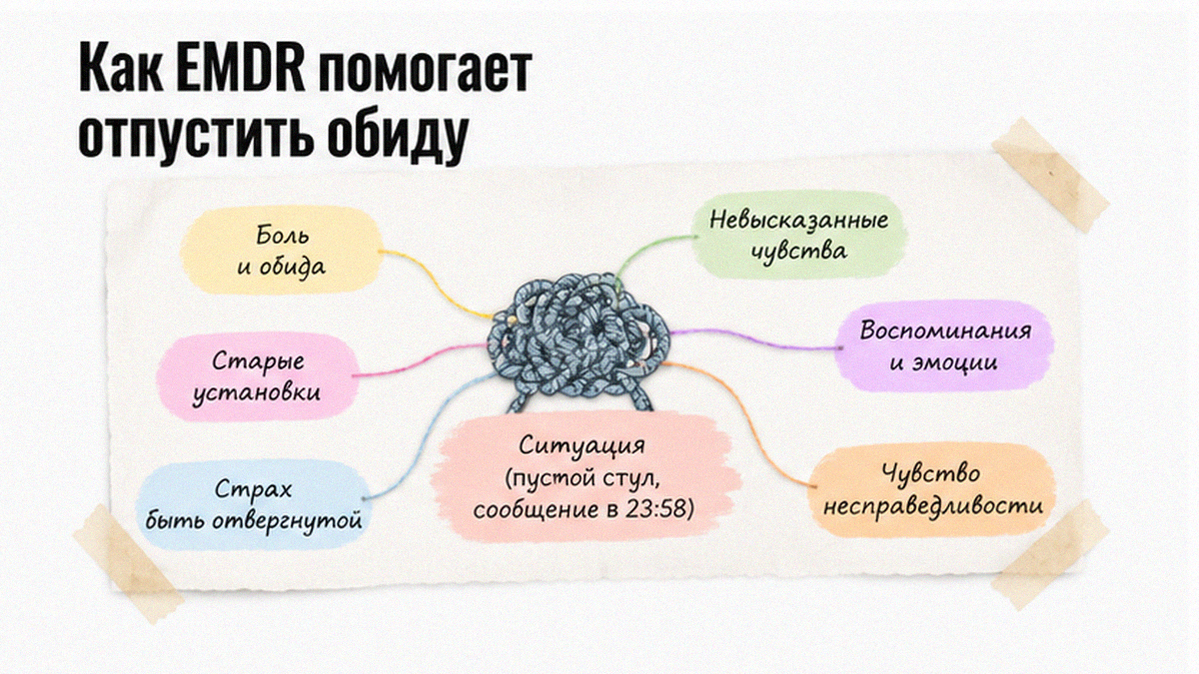 Как EMDR помогает
отпустить обиду
Боль
и обида
Невысказанные
чувства
Старые
установки
Воспоминания
и эмоции
Страх
быть отвергнутой
Ситуация
(пустой стул,
сообщение в 23:58)
Чувство
несправедливости